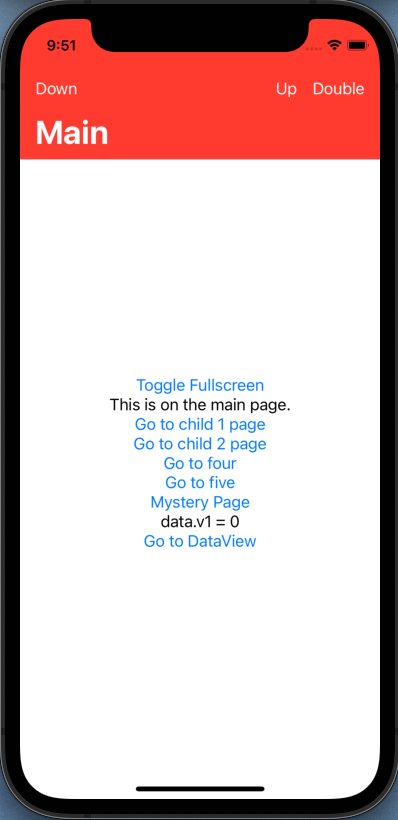 9:51
Down Up Double
Main
Toggle Fullscreen
This is on the main page.
Go to child 1 page
Go to child 2 page
Go to four
Go to five
Mystery Page
data.v1 = 0
Go to DataView